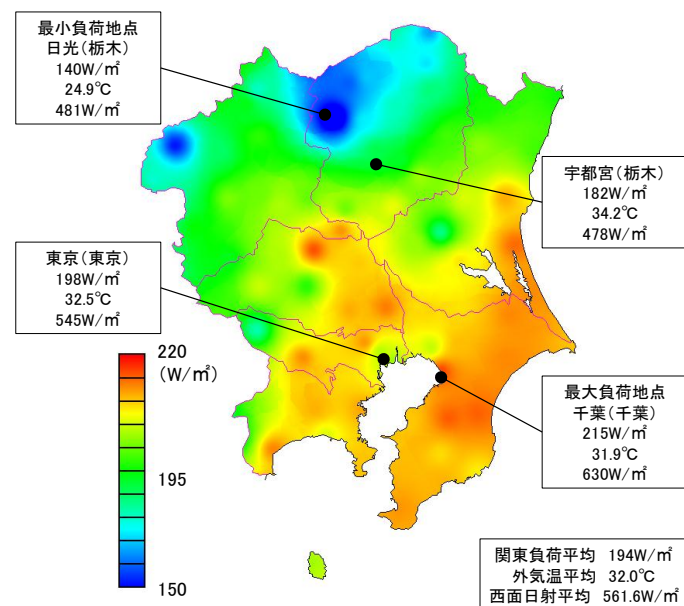 最小負荷地点
日光(栃木)
140W/㎡
24.9℃
481W/㎡
宇都宮(栃木)
182W/㎡
34.2℃
478W/㎡
東京(東京)
198W/㎡
32.5℃
545W/㎡
220
(W/㎡)
195
150
最大負荷地点
千葉(千葉)
215W/㎡
31.9℃
630W/㎡
関東負荷平均 194W/㎡
外気温平均 32.0℃
西面日射平均 561.6W/㎡